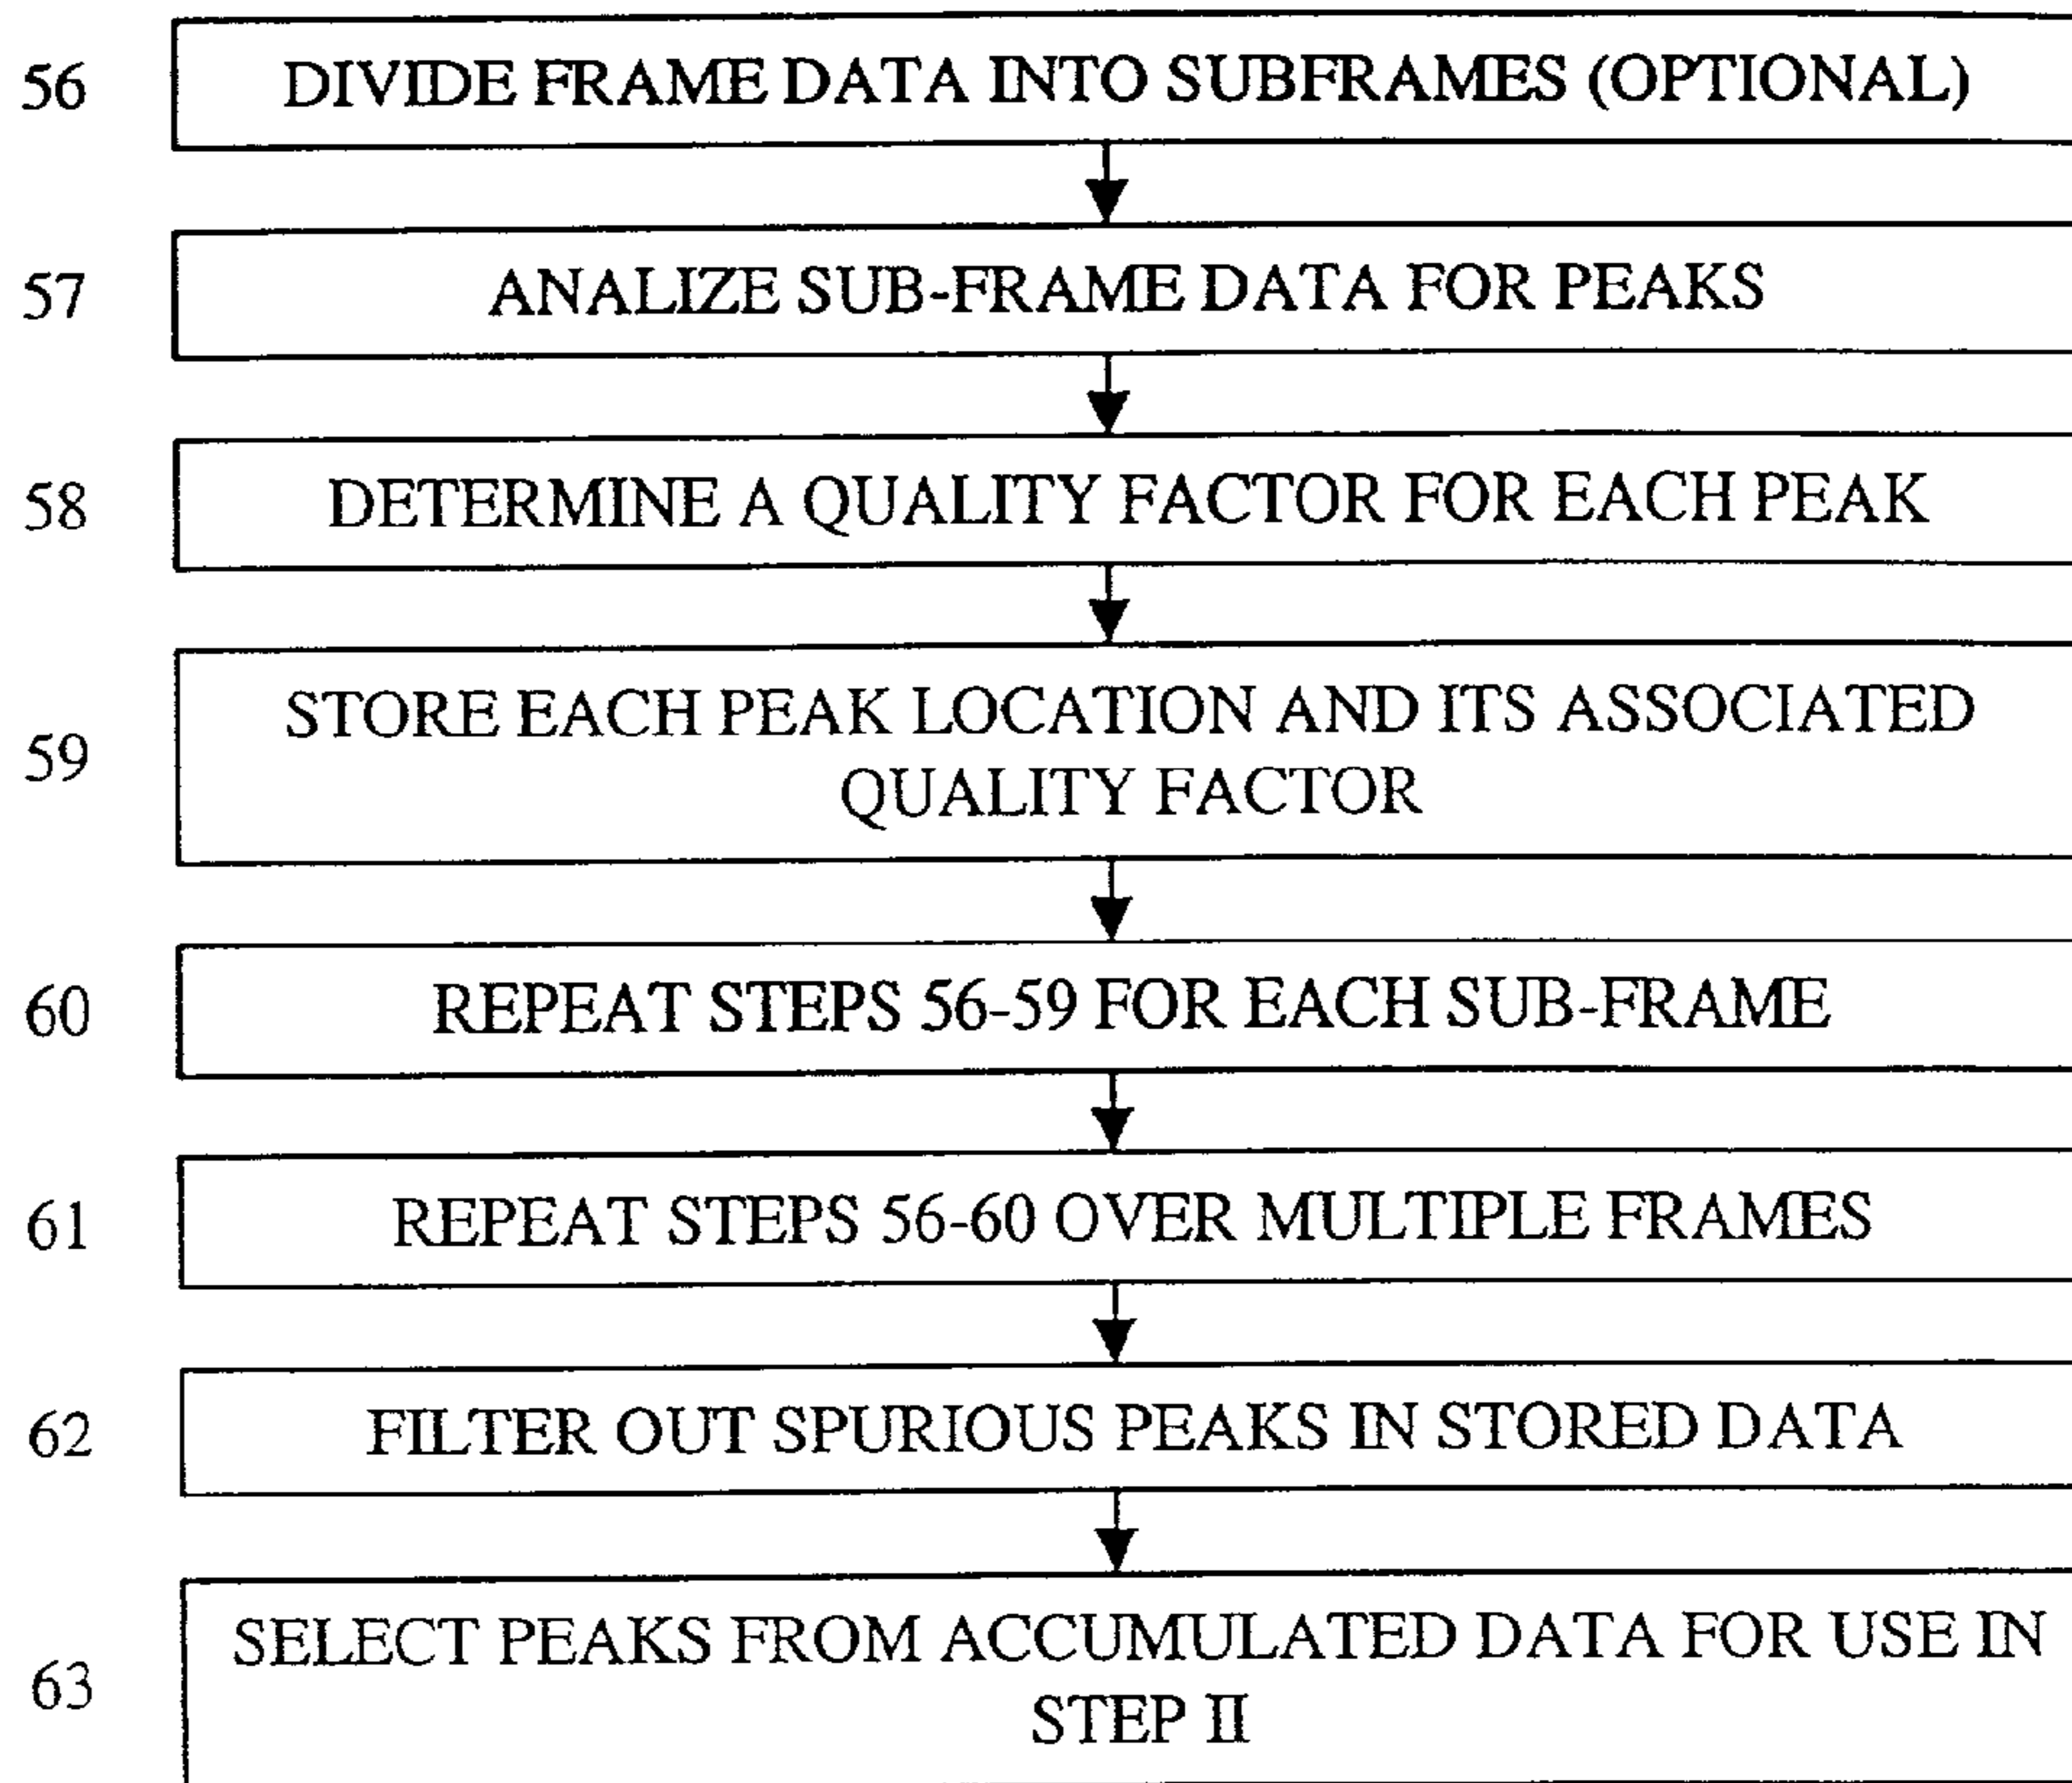 56 DIVIDE FRAME DATA INTO SUBFRAMES (OPTIONAL)
57 ANALIZE SUB-FRAME DATA FOR PEAKS
58 DETERMINE A QUALITY FACTOR FOR EACH PEAK
59 STORE EACH PEAK LOCATION AND ITS ASSOCIATED
QUALITY FACTOR
60 REPEAT STEPS 56-59 FOR EACH SUB-FRAME
61 REPEAT STEPS 56-60 OVER MULTIPLE FRAMES
62 FILTER OUT SPURIOUS PEAKS IN STORED DATA
63 SELECT PEAKS FROM ACCUMULATED DATA FOR USE IN
STEP II